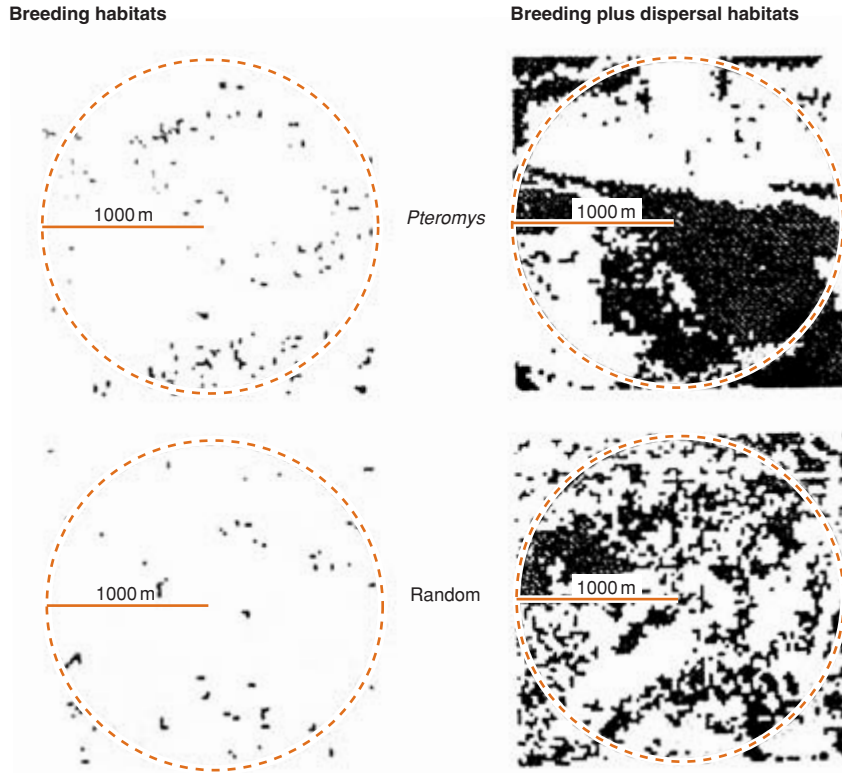 Breeding habitats
Breeding plus dispersal habitats
1000 m
Pteromys
1000 m
1000 m
Random
1000 m